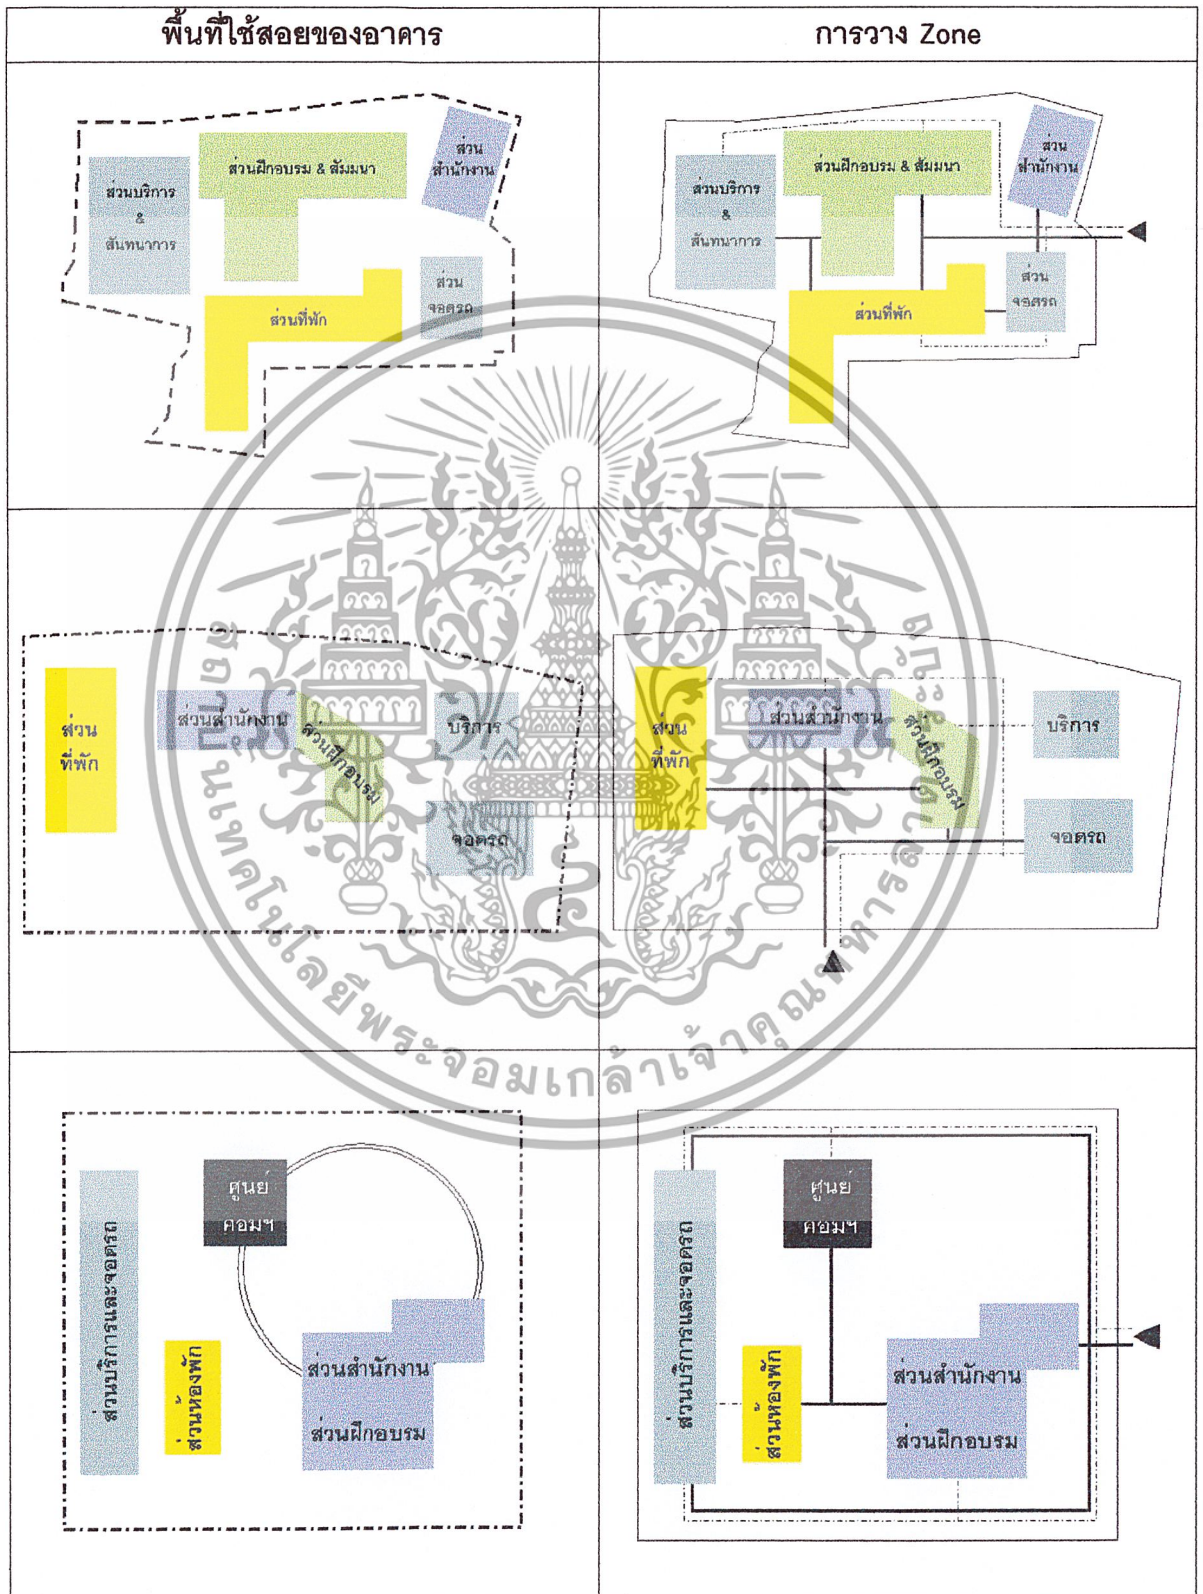 พื้นที่ใช้สอยของอาคาร
การวาง Zone
ส่วนบริการ
&
สันทนาการ
ส่วนฝึกอบรม & สัมมนา
ส่วน
สำนักงาน
ส่วนที่พัก
ส่วน
จอดรถ
ส่วนบริการ
&
สันทนาการ
ส่วนฝึกอบรม & สัมมนา
ส่วน
สำนักงาน
ส่วนที่พัก
ส่วน
จอดรถ
ส่วน
ที่พัก
ส่วนสำนักงาน
ส่วนฝึกอบรม
บริการ
จอดรถ
ส่วน
ที่พัก
ส่วนสำนักงาน
ส่วนฝึกอบรม
บริการ
จอดรถ
สถาบันเทคโนโลยีพระจอมเกล้าเจ้าคุณทหารลาดกระบัง
ส่วนบริการและจอดรถ
ศูนย์
คอมฯ
ส่วนห้องพัก
ส่วนสำนักงาน
ส่วนฝึกอบรม
ส่วนบริการและจอดรถ
ศูนย์
คอมฯ
ส่วนห้องพัก
ส่วนสำนักงาน
ส่วนฝึกอบรม